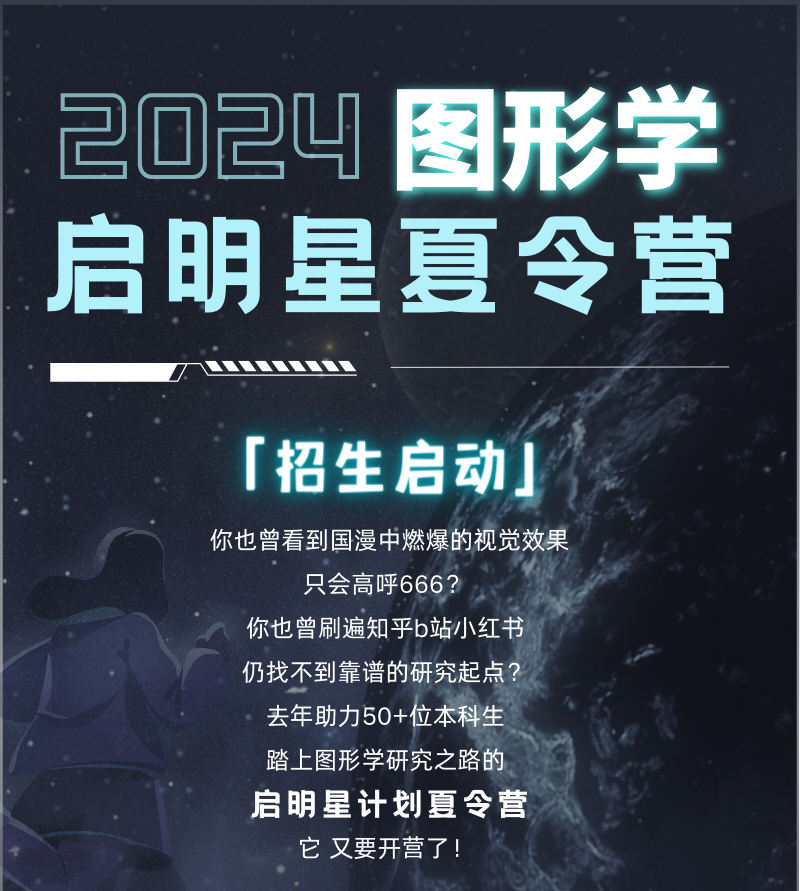 2024 图形学
启明星夏令营
「招生启动」
你也曾看到国漫中燃爆的视觉效果
只会高呼666？
你也曾刷遍知乎b站小红书
仍找不到靠谱的研究起点？
去年助力50+位本科生
踏上图形学研究之路的
启明星计划夏令营
它 又要开营了！